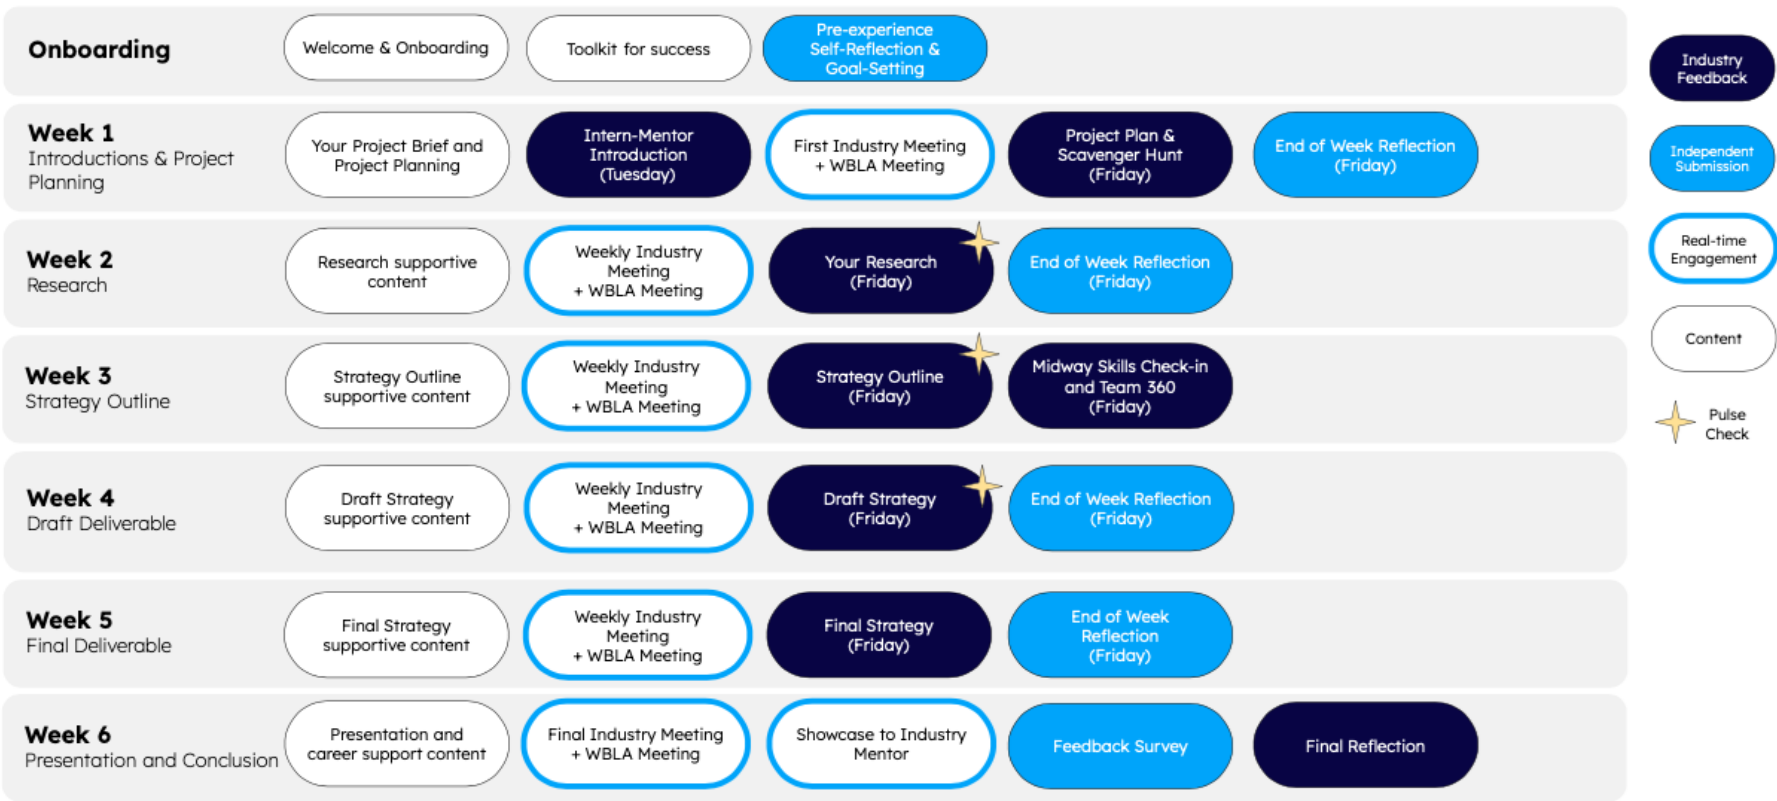 Onboarding
Welcome & Onboarding
Toolkit for success
Pre-experience
Self-Reflection &
Goal-Setting
Week 1
Introductions & Project
Planning
Your Project Brief and
Project Planning
Intern-Mentor
Introduction
(Tuesday)
First Industry Meeting
+ WBLA Meeting
Project Plan &
Scavenger Hunt
(Friday)
End of Week Reflection
(Friday)
Week 2
Research
Research supportive
content
Weekly Industry
Meeting
+ WBLA Meeting
Your Research
(Friday)
End of Week Reflection
(Friday)
Week 3
Strategy Outline
Strategy Outline
supportive content
Weekly Industry
Meeting
+ WBLA Meeting
Strategy Outline
(Friday)
Midway Skills Check-in
and Team 360
(Friday)
Week 4
Draft Deliverable
Draft Strategy
supportive content
Weekly Industry
Meeting
+ WBLA Meeting
Draft Strategy
(Friday)
End of Week Reflection
(Friday)
Week 5
Final Deliverable
Final Strategy
supportive content
Weekly Industry
Meeting
+ WBLA Meeting
Final Strategy
(Friday)
End of Week
Reflection
(Friday)
Week 6
Presentation and Conclusion
Presentation and
career support content
Final Industry Meeting
+ WBLA Meeting
Showcase to Industry
Mentor
Feedback Survey
Final Reflection
Industry
Feedback
Independent
Submission
Real-time
Engagement
Content
Pulse
Check